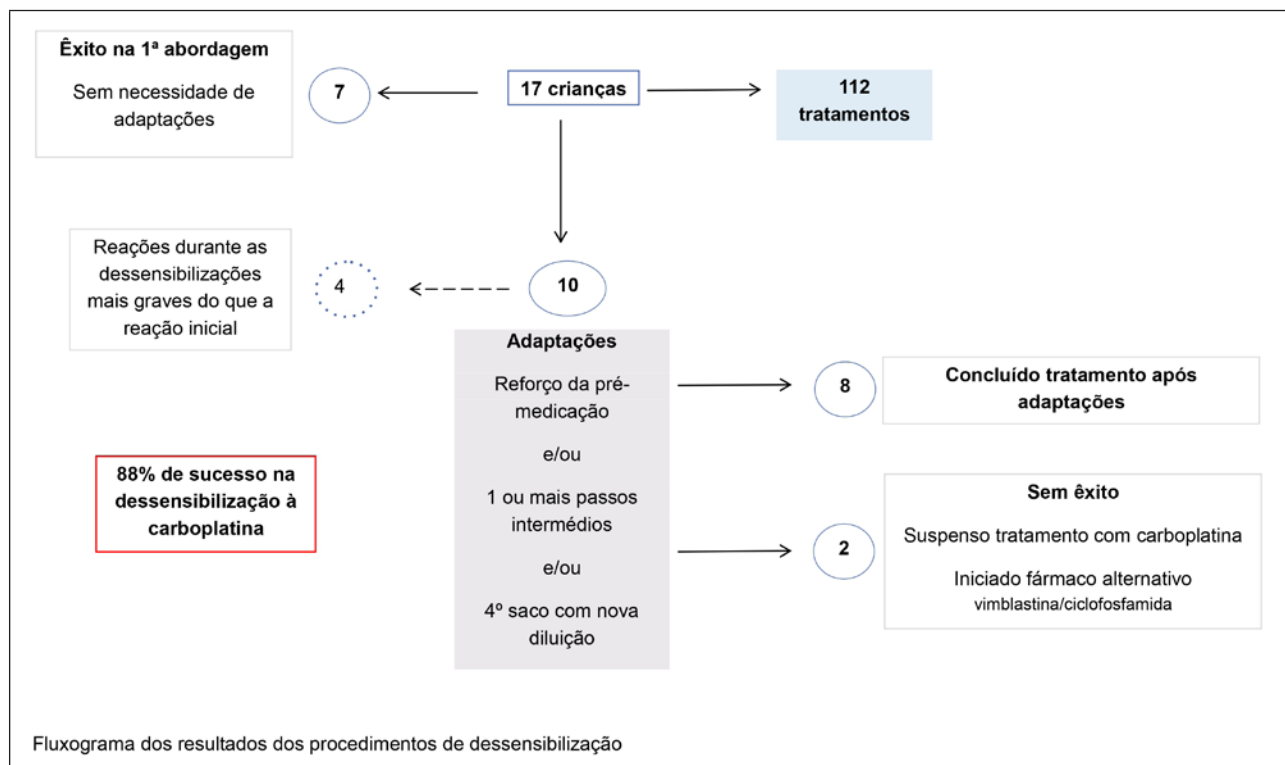 Êxito na 1ª abordagem
Sem necessidade de
adaptações
7
17 crianças
112
tratamentos
Reações durante as
dessensibilizações
mais graves do que a
reação inicial
4
10
Adaptações
Reforço da pré-
medicação
e/ou
1 ou mais passos
intermédios
e/ou
4º saco com nova
diluição
8
Concluído tratamento após
adaptações
88% de sucesso na
dessensibilização à
carboplatina
2
Sem êxito
Suspenso tratamento com carboplatina
Iniciado fármaco alternativo
vimblastina/ciclofosfamida
Fluxograma dos resultados dos procedimentos de dessensibilização